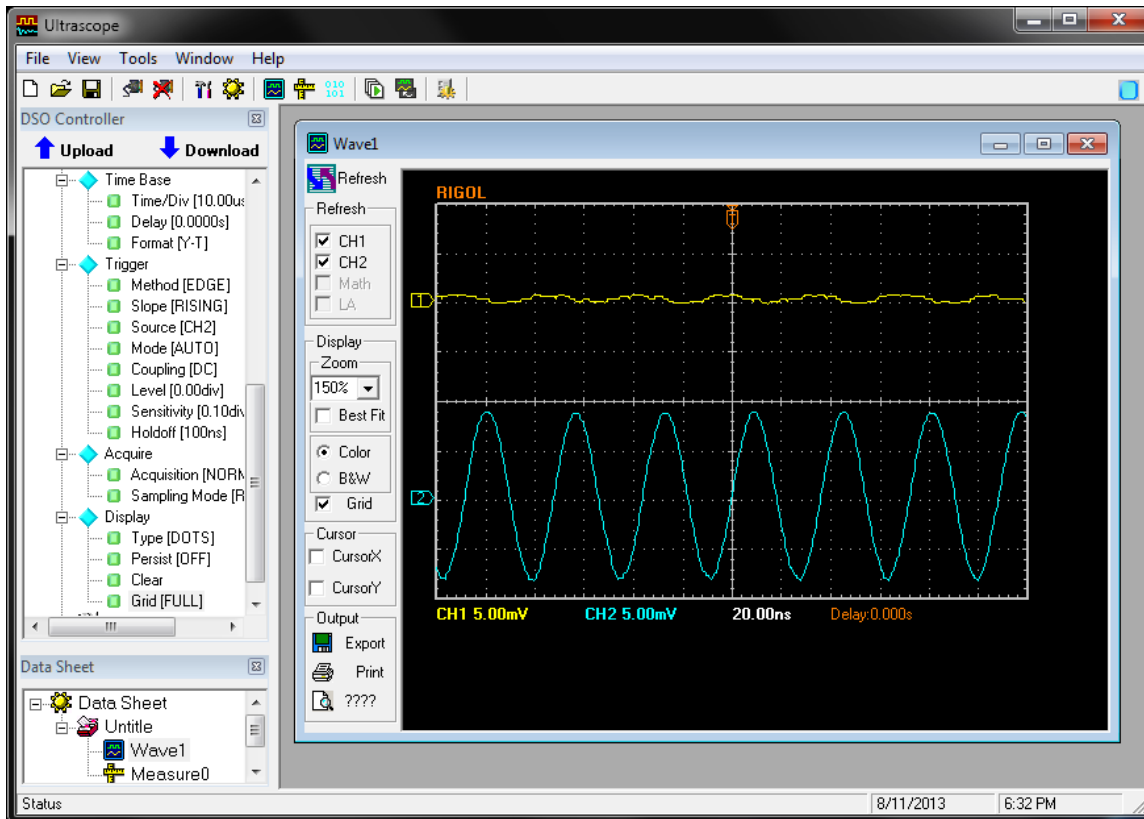 Ultrascope
File View Tools Window Help
DSO Controller
Upload Download
Time Base
Time/Div [10.00us
Delay [0.0000s]
Format [Y-T]
Trigger
Method [EDGE]
Slope [RISING]
Source [CH2]
Mode [AUTO]
Coupling [DC]
Level [0.00div]
Sensitivity [0.10div
Holdoff [100ns]
Acquire
Acquisition [NORM
Sampling Mode [R
Display
Type [DOTS]
Persist [OFF]
Clear
Grid [FULL]
Data Sheet
Data Sheet
Untitle
Wave1
Measure0
Wave1
Refresh
Refresh
CH1
CH2
Math
LA
Display
Zoom
150%
Best Fit
Color
B&W
Grid
Cursor
CursorX
CursorY
Output
Export
Print
????
RIGOL
T
1
2
CH1 5.00mV CH2 5.00mV 20.00ns Delay:0.000s
Status 8/11/2013 6:32 PM